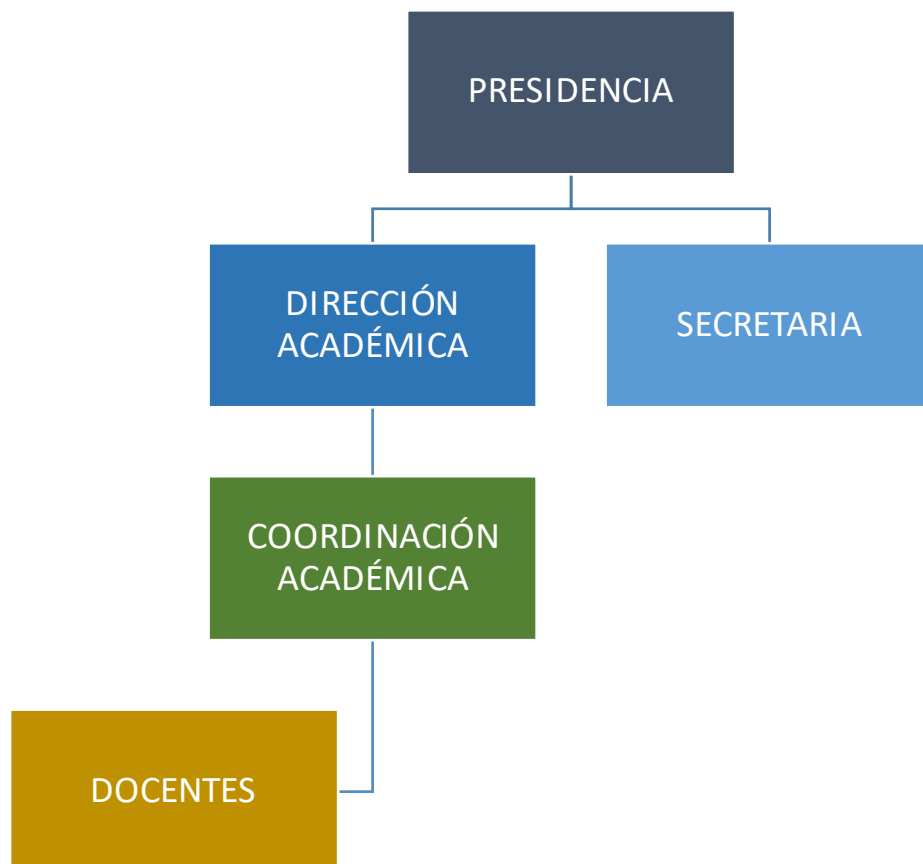 PRESIDENCIA
DIRECCIÓN
ACADÉMICA
SECRETARIA
COORDINACIÓN
ACADÉMICA
DOCENTES